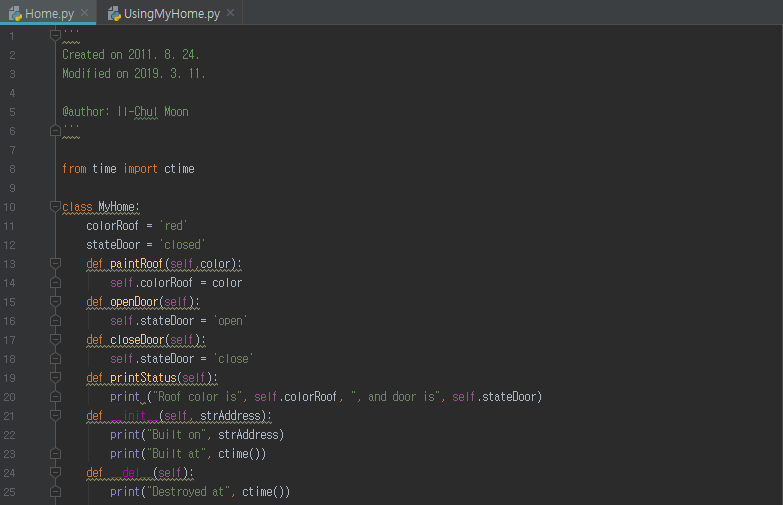 Home.py
UsingMyHome.py
1 '''
2 Created on 2011. 8. 24.
3 Modified on 2019. 3. 11.
4
5 @author: Il-Chul Moon
6 '''
7
8 from time import ctime
9
10 class MyHome:
11 colorRoof = 'red'
12 stateDoor = 'closed'
13 def paintRoof(self,color):
14 self.colorRoof = color
15 def openDoor(self):
16 self.stateDoor = 'open'
17 def closeDoor(self):
18 self.stateDoor = 'close'
19 def printStatus(self):
20 print ("Roof color is", self.colorRoof, ", and door is", self.stateDoor)
21 def __init__(self, strAddress):
22 print("Built on", strAddress)
23 print("Built at", ctime())
24 def __del__(self):
25 print("Destroyed at", ctime())